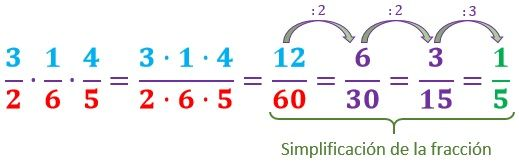 :2 :2 :3
3/2 · 1/6 · 4/5 = 3 · 1 · 4/2 · 6 · 5 = 12/60 = 6/30 = 3/15 = 1/5
Simplificación de la fracción